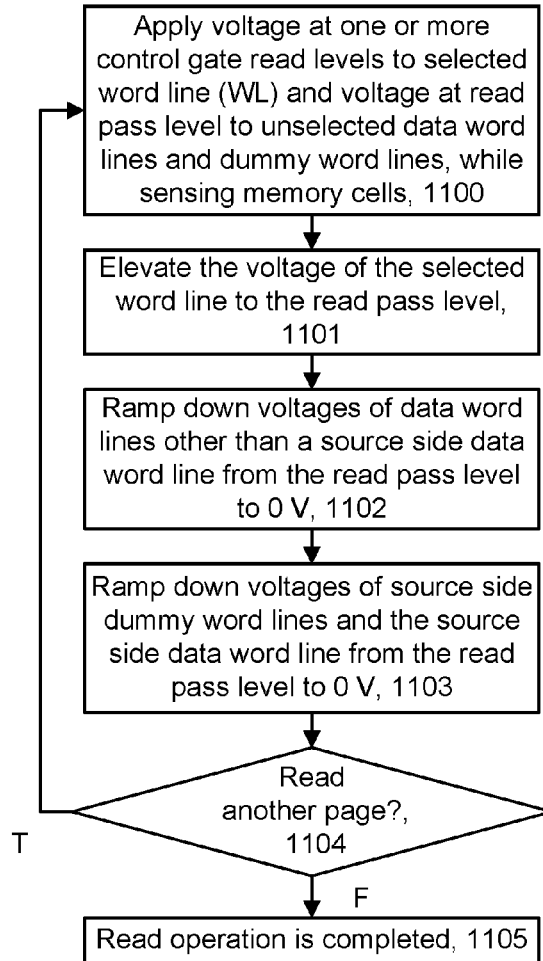 Apply voltage at one or more
control gate read levels to selected
word line (WL) and voltage at read
pass level to unselected data word
lines and dummy word lines, while
sensing memory cells, 1100
Elevate the voltage of the selected
word line to the read pass level,
1101
Ramp down voltages of data word
lines other than a source side data
word line from the read pass level
to 0 V, 1102
Ramp down voltages of source side
dummy word lines and the source
side data word line from the read
pass level to 0 V, 1103
Read
another page?,
1104
T
F
Read operation is completed, 1105